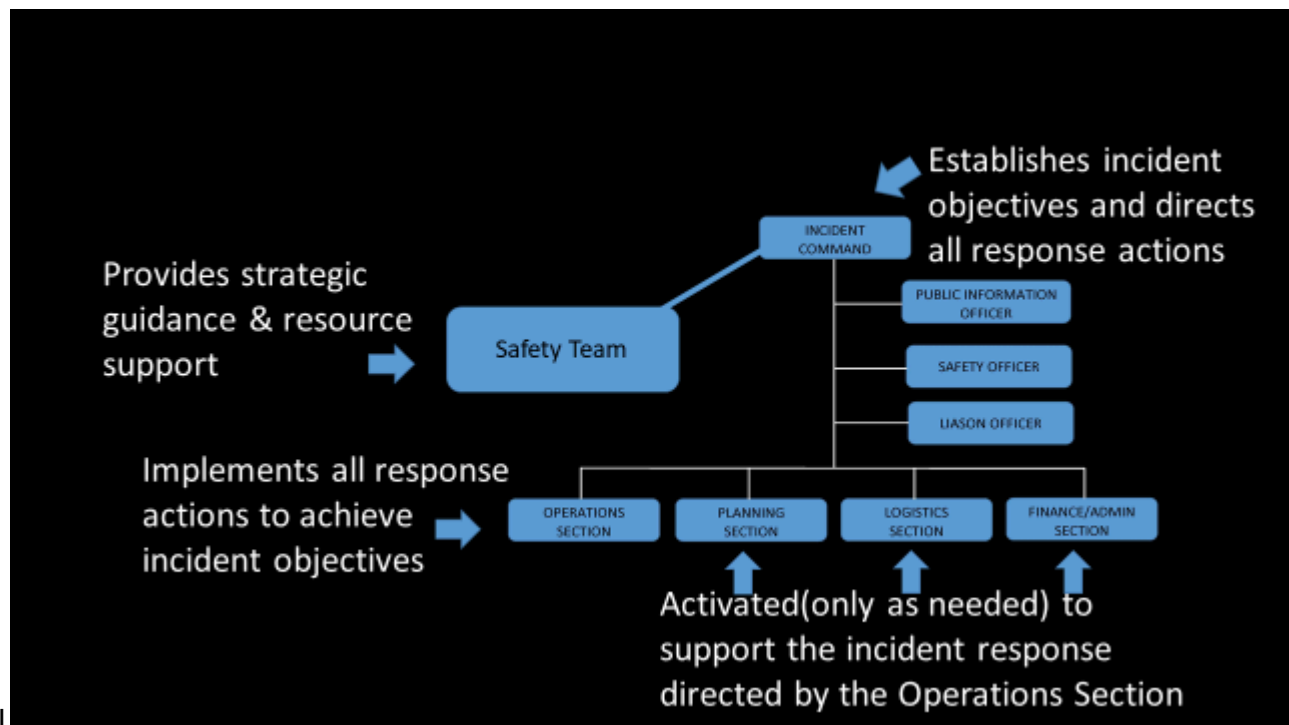 Establishes incident
objectives and directs
all response actions
INCIDENT
COMMAND
Provides strategic
guidance & resource
support
Safety Team
PUBLIC INFORMATION
OFFICER
SAFETY OFFICER
LIASON OFFICER
Implements all response
actions to achieve
incident objectives
OPERATIONS
SECTION
PLANNING
SECTION
LOGISTICS
SECTION
FINANCE/ADMIN
SECTION
Activated(only as needed) to
support the incident response
directed by the Operations Section